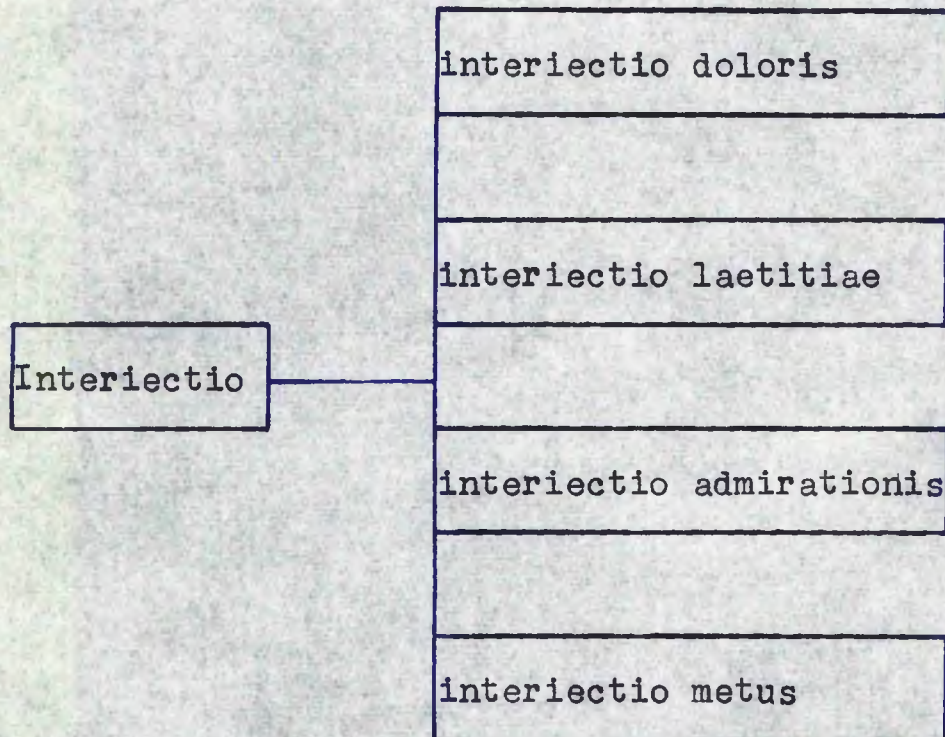 interiectio doloris
interiectio laetitiae
Interiectio
interiectio admirationis
interiectio metus